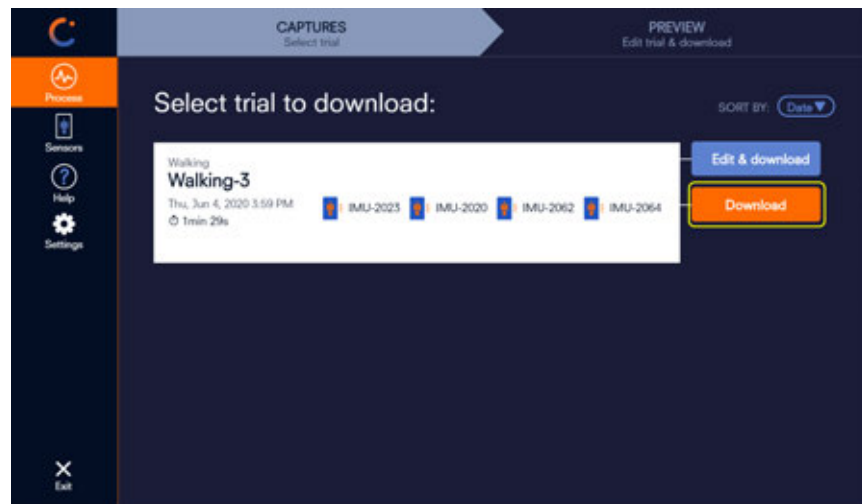 CAPTURES
Select trial
PREVIEW
Edit trial & download
Process
Sensors
Help
Settings
Exit
Select trial to download:
SORT BY: Date▼
Walking
Walking-3
Thu, Jun 4, 2020 3:59 PM
1min 29s
IMU-2023 IMU-2020 IMU-2062 IMU-2064
Edit & download
Download